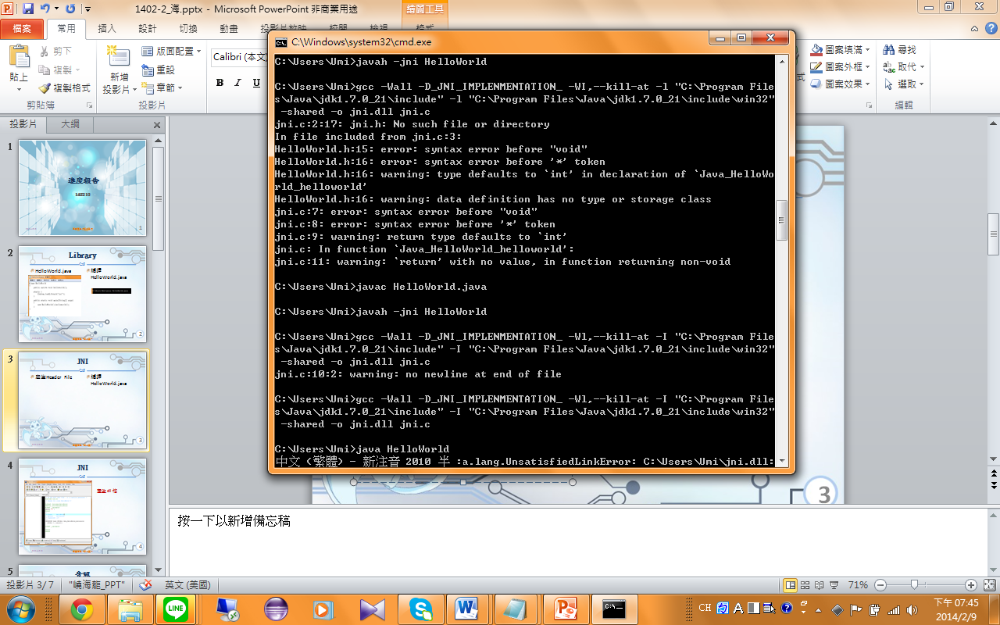 1402-2_海.pptx - Microsoft PowerPoint 非商業用途
繪圖工具
檔案
常用
插入
設計
切換
動畫
投影片放映
校閱
檢視
格式
貼上
剪下
複製
複製格式
剪貼簿
新增
投影片
版面配置
重設
章節
投影片
Calibri (本文)
B I U
圖案填滿
圖案外框
圖案效果
尋找
取代
選取
編輯
C:\Windows\system32\cmd.exe
C:\Users\Umi>javah -jni HelloWorld
C:\Users\Umi>gcc -Wall -D_JNI_IMPLENMENTATION_ -Wl,--kill-at -l "C:\Program File
s\Java\jdk1.7.0_21\include" -l "C:\Program Files\Java\jdk1.7.0_21\include\win32"
-shared -o jni.dll jni.c
jni.c:2:17: jni.h: No such file or directory
In file included from jni.c:3:
HelloWorld.h:15: error: syntax error before "void"
HelloWorld.h:16: error: syntax error before '*' token
HelloWorld.h:16: warning: type defaults to `int' in declaration of `Java_HelloWo
rld_helloworld'
HelloWorld.h:16: warning: data definition has no type or storage class
jni.c:7: error: syntax error before "void"
jni.c:8: error: syntax error before '*' token
jni.c:9: warning: return type defaults to `int'
jni.c: In function `Java_HelloWorld_helloworld':
jni.c:11: warning: `return' with no value, in function returning non-void
C:\Users\Umi>javac HelloWorld.java
C:\Users\Umi>javah -jni HelloWorld
C:\Users\Umi>gcc -Wall -D_JNI_IMPLENMENTATION_ -Wl,--kill-at -I "C:\Program File
s\Java\jdk1.7.0_21\include" -I "C:\Program Files\Java\jdk1.7.0_21\include\win32"
-shared -o jni.dll jni.c
jni.c:10:2: warning: no newline at end of file
C:\Users\Umi>gcc -Wall -D_JNI_IMPLENMENTATION_ -Wl,--kill-at -I "C:\Program File
s\Java\jdk1.7.0_21\include" -I "C:\Program Files\Java\jdk1.7.0_21\include\win32"
-shared -o jni.dll jni.c
C:\Users\Umi>java HelloWorld
中文 (繁體) - 新注音 2010 半 :a.lang.UnsatisfiedLinkError: C:\Users\Umi\jni.dll:
投影片
大綱
1
進度報告
140210
1
2
Library
HelloWorld.java
編譯
HelloWorld.java
2
3
JNI
產生Header File
編譯
HelloWorld.java
3
4
JNI
4
5
3
按一下以新增備忘稿
投影片 3/ 7
"曉海龍_PPT"
英文 (美國)
71%
LINE
CH
下午 07:45
2014/2/9